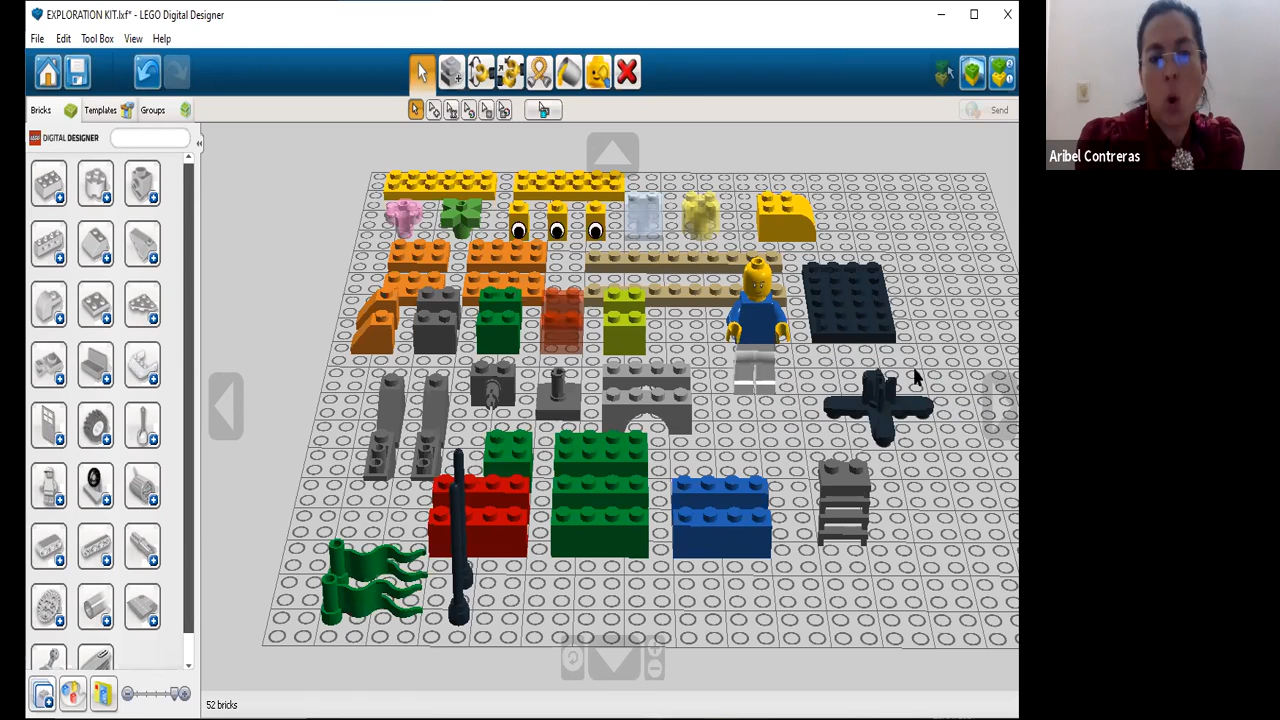 EXPLORATION KIT.lxf* - LEGO Digital Designer
File Edit Tool Box View Help
Bricks Templates Groups
Send
LEGO DIGITAL DESIGNER
Aribel Contreras
52 bricks